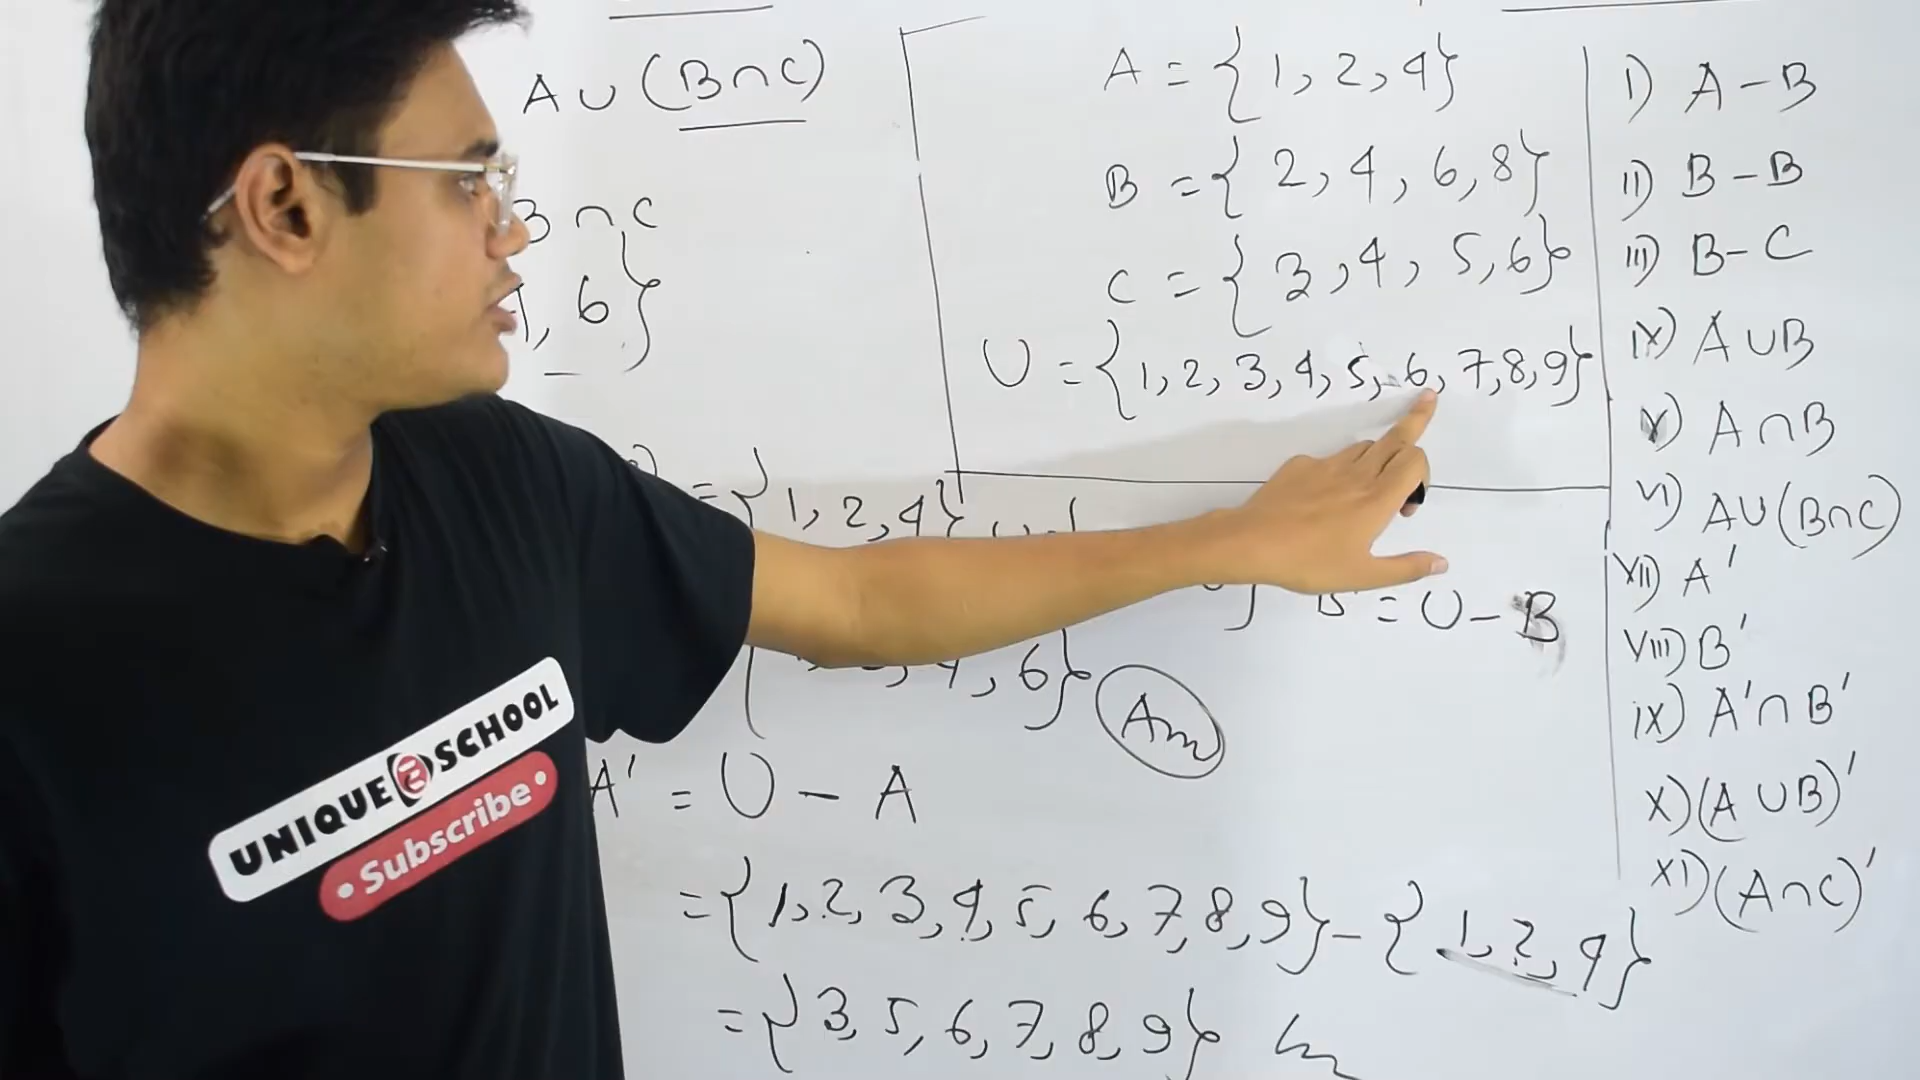 A ∪ (B ∩ C)
B ∩ C
, 6}
A = {1, 2, 4}
B = {2, 4, 6, 8}
C = {3, 4, 5, 6}
U = {1, 2, 3, 4, 5, 6, 7, 8, 9}
= {1, 2, 4} ∪ {
4, 6}
Ans
B' = U - B
A' = U - A
= {1, 2, 3, 4, 5, 6, 7, 8, 9} - {1, 2, 4}
= {3, 5, 6, 7, 8, 9}
I) A - B
II) B - B
III) B - C
IX) A ∪ B
V) A ∩ B
VI) A ∪ (B ∩ C)
VII) A'
VIII) B'
IX) A' ∩ B'
X) (A ∪ B)'
XI) (A ∩ C)'
UNIQUE SCHOOL
Subscribe